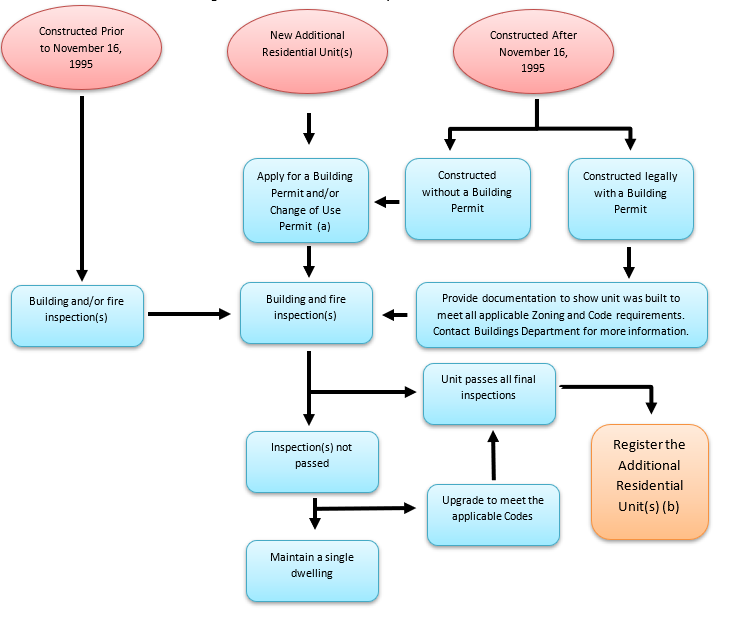 Constructed Prior
to November 16,
1995
New Additional
Residential Unit(s)
Constructed After
November 16,
1995
Apply for a Building
Permit and/or
Change of Use
Permit (a)
Constructed
without a Building
Permit
Constructed legally
with a Building
Permit
Building and/or fire
inspection(s)
Building and fire
inspection(s)
Provide documentation to show unit was built to
meet all applicable Zoning and Code requirements.
Contact Buildings Department for more information.
Unit passes all final
inspections
Inspection(s) not
passed
Register the
Additional
Residential
Unit(s) (b)
Upgrade to meet the
applicable Codes
Maintain a single
dwelling